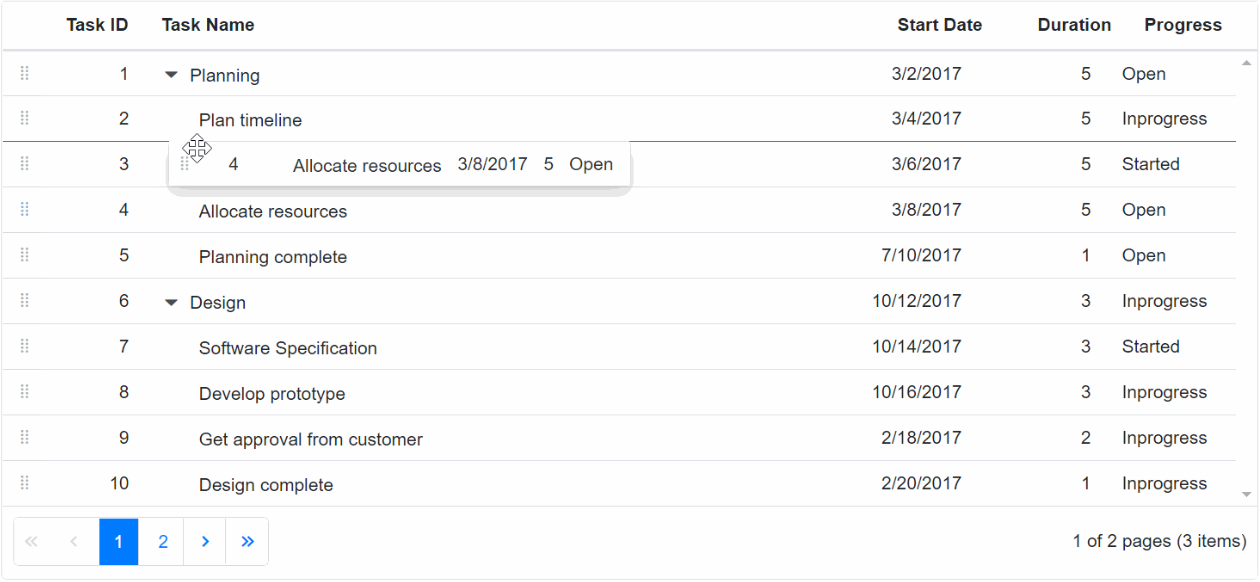 Task ID Task Name Start Date Duration Progress
1 Planning 3/2/2017 5 Open
2 Plan timeline 3/4/2017 5 Inprogress
3 3/6/2017 5 Started
4 Allocate resources 3/8/2017 5 Open
4 Allocate resources 3/8/2017 5 Open
5 Planning complete 7/10/2017 1 Open
6 Design 10/12/2017 3 Inprogress
7 Software Specification 10/14/2017 3 Started
8 Develop prototype 10/16/2017 3 Inprogress
9 Get approval from customer 2/18/2017 2 Inprogress
10 Design complete 2/20/2017 1 Inprogress
« ‹ 1 2 › » 1 of 2 pages (3 items)